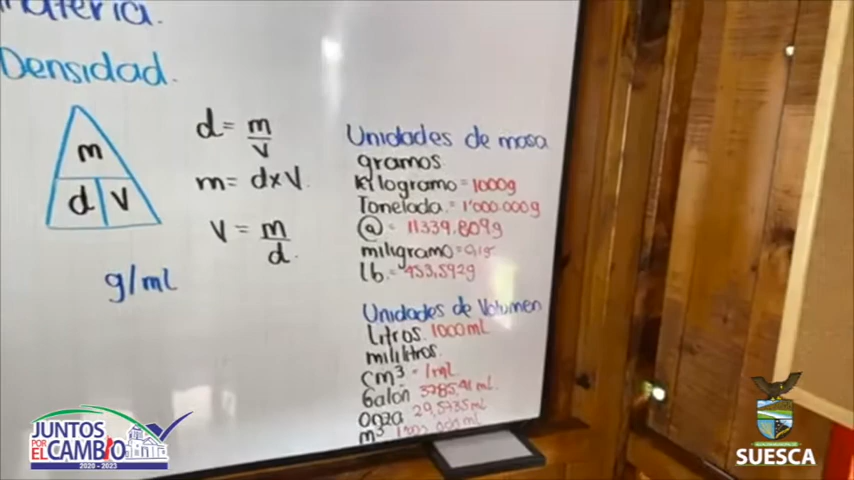 materia.
Densidad.
m
d V
d = m/v
m = d x V.
V = m/d.
g/ml
Unidades de masa
gramos
Kilogramo = 1000g
Tonelada = 1'000.000g
@ = 11339.809g
miligramo =
lb. = 453,592g
Unidades de Volumen
Litros. 1000mL
mililitros.
cm³ = 1mL
Galón 3785,41 mL.
Onza 29,5735mL
m³
JUNTOS
POR EL CAMBIO
2020 - 2023
SUESCA